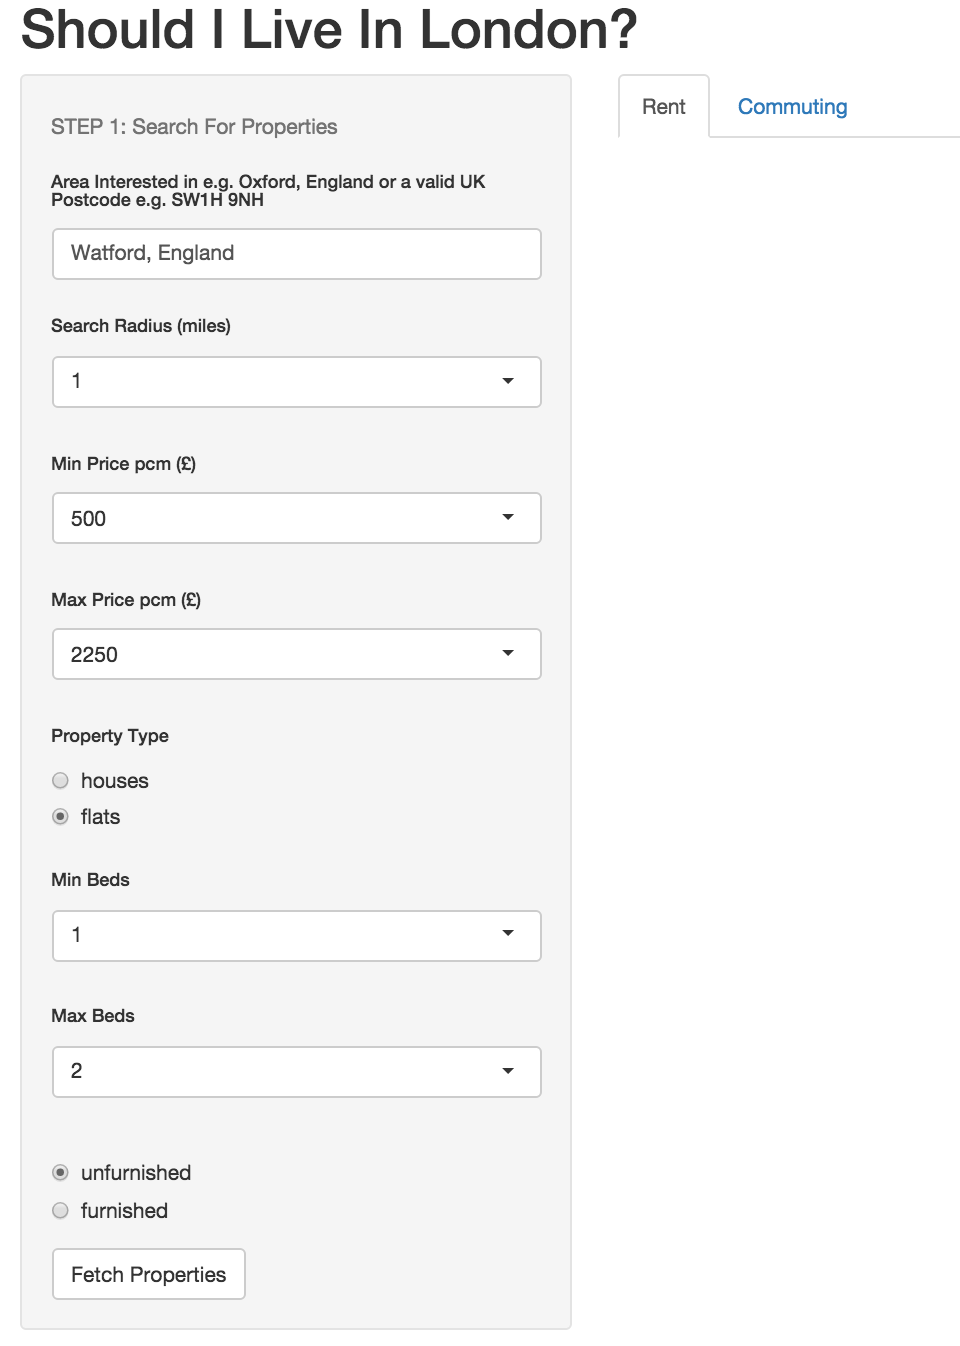 Should I Live In London?
STEP 1: Search For Properties
Area Interested in e.g. Oxford, England or a valid UK
Postcode e.g. SW1H 9NH
Watford, England
Search Radius (miles)
1
Min Price pcm (£)
500
Max Price pcm (£)
2250
Property Type
houses
flats
Min Beds
1
Max Beds
2
unfurnished
furnished
Fetch Properties
Rent
Commuting